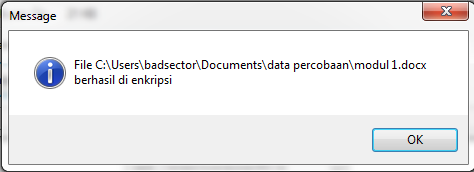 Message
File C:\Users\badsector\Documents\data percobaan\modul 1.docx
berhasil di enkripsi
OK